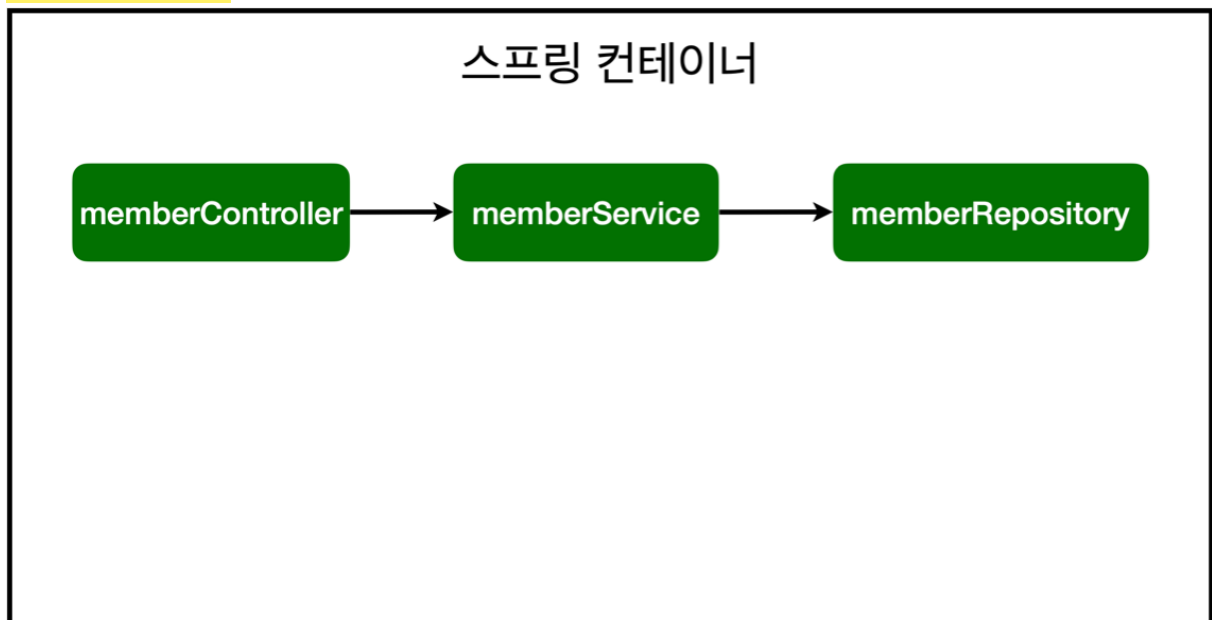 스프링 컨테이너
memberController memberService memberRepository